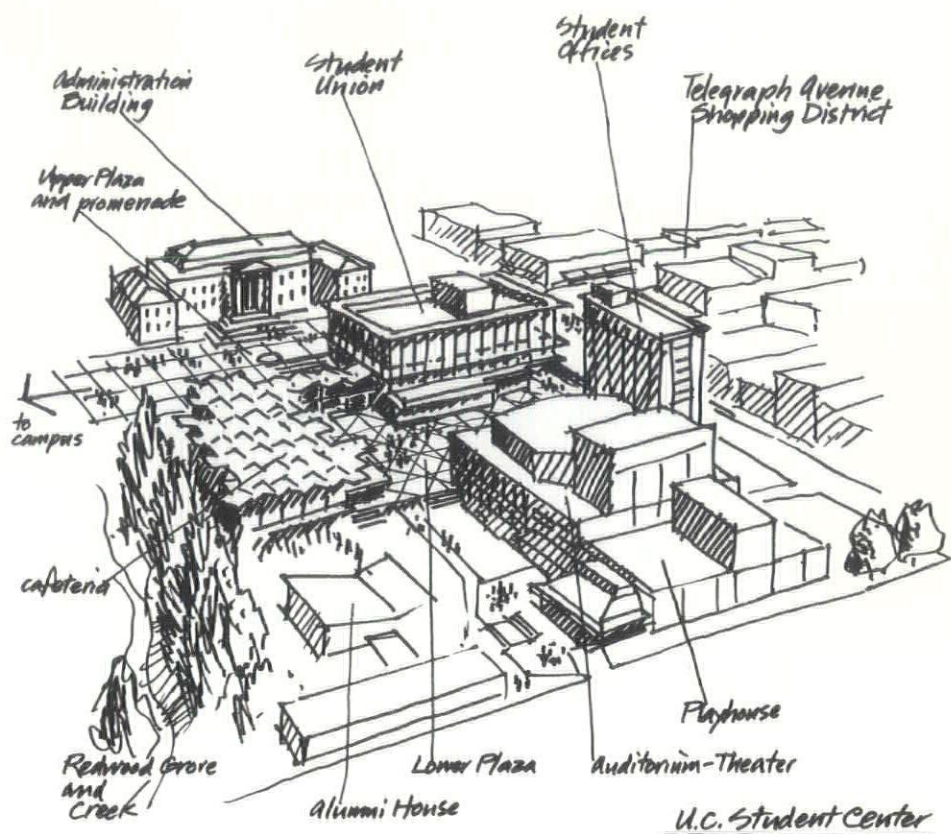 Student
Offices
Student
Union
Administration
Building
Telegraph Avenue
Shopping District
Upper Plaza
and promenade
to
campus
cafeteria
Playhouse
Redwood Grove
and
Creek
Lower Plaza
Auditorium-Theater
Alumni House
U.C. Student Center